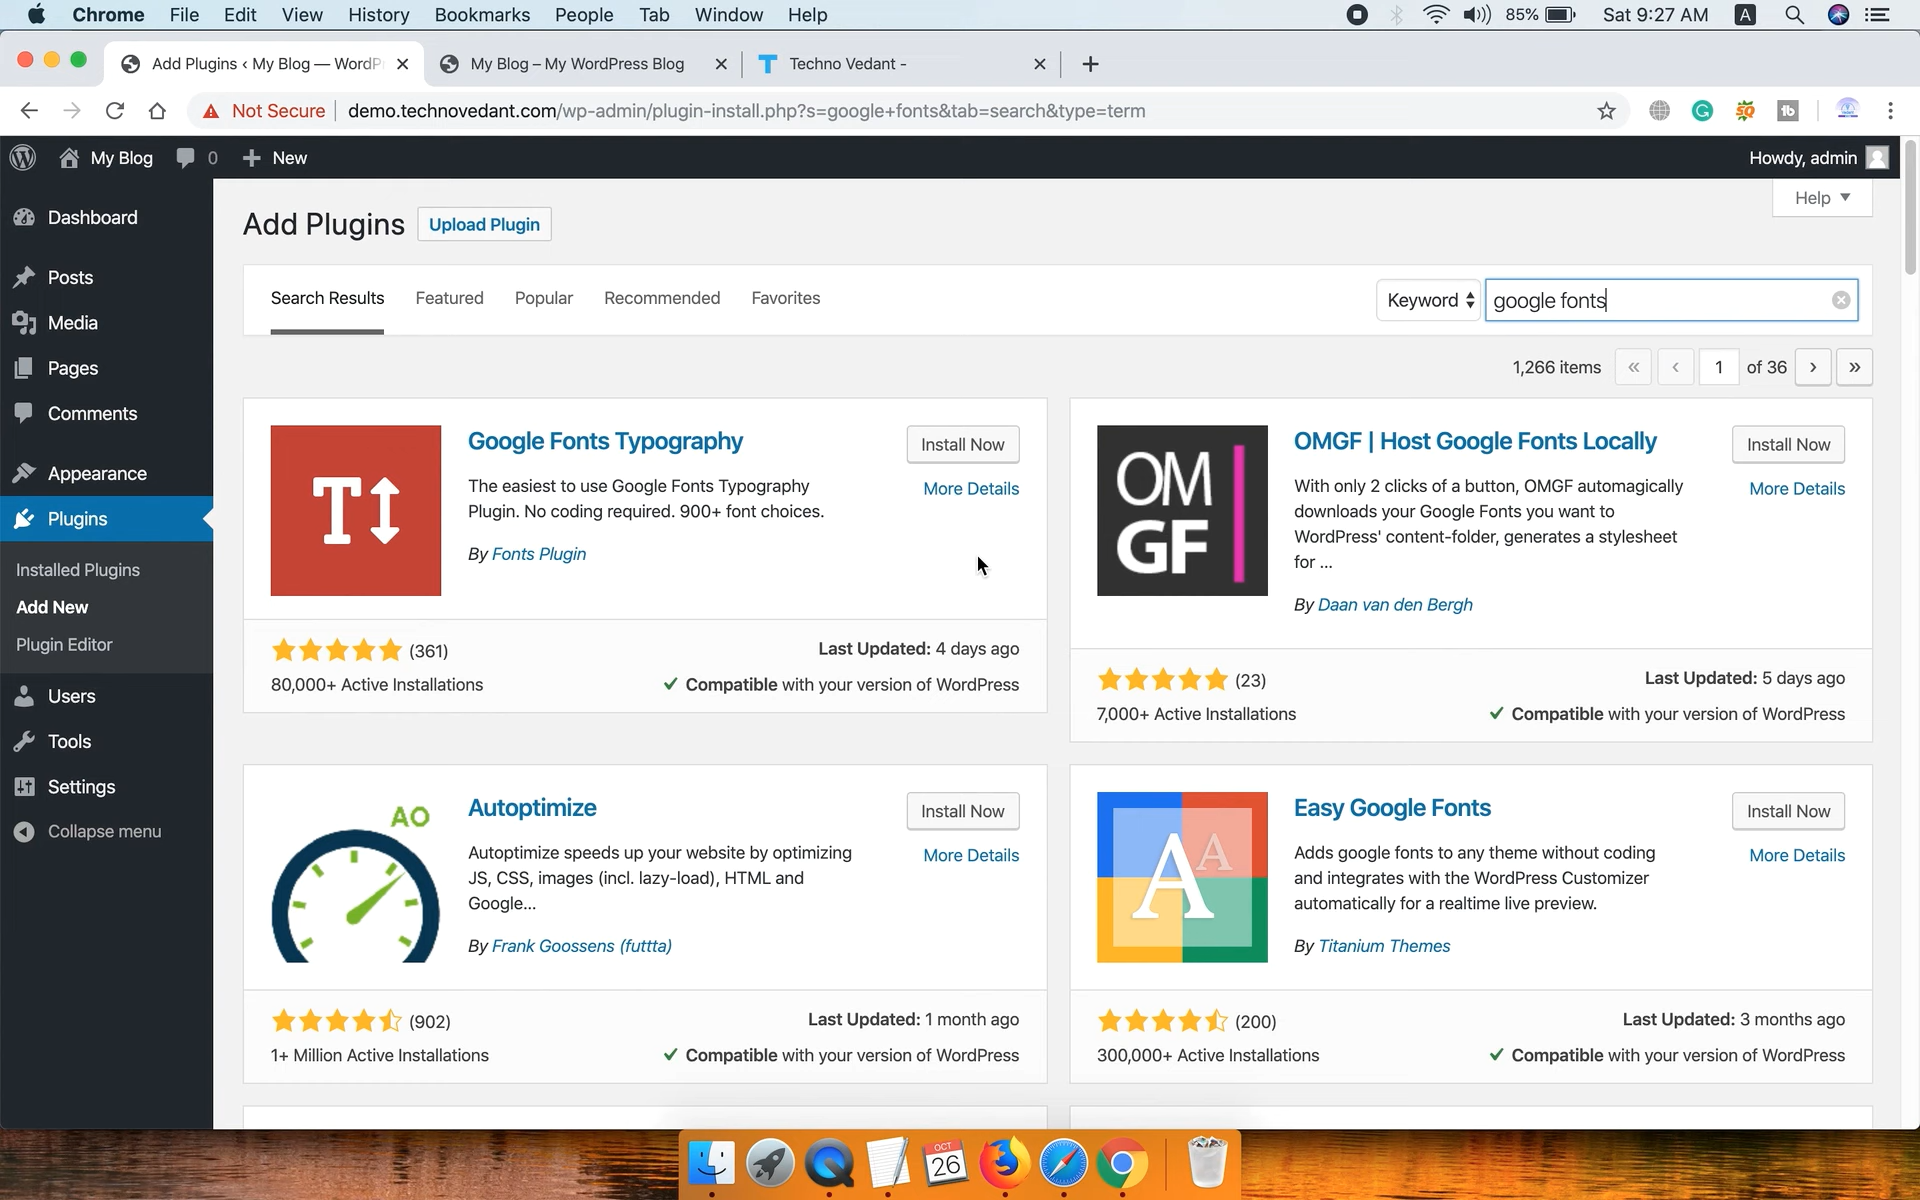 Chrome File Edit View History Bookmarks People Tab Window Help 85% Sat 9:27 AM A
Add Plugins ‹ My Blog — WordP My Blog – My WordPress Blog Techno Vedant -
Not Secure demo.technovedant.com/wp-admin/plugin-install.php?s=google+fonts&tab=search&type=term
My Blog 0 New Howdy, admin
Help
Dashboard
Posts
Media
Pages
Comments
Appearance
Plugins
Installed Plugins
Add New
Plugin Editor
Users
Tools
Settings
Collapse menu
Add Plugins Upload Plugin
Search Results Featured Popular Recommended Favorites Keyword google fonts
1,266 items « ‹ 1 of 36 › »
Google Fonts Typography
Install Now
More Details
The easiest to use Google Fonts Typography
Plugin. No coding required. 900+ font choices.
By Fonts Plugin
(361)
80,000+ Active Installations
Last Updated: 4 days ago
Compatible with your version of WordPress
OM
GF
OMGF | Host Google Fonts Locally
Install Now
More Details
With only 2 clicks of a button, OMGF automagically
downloads your Google Fonts you want to
WordPress' content-folder, generates a stylesheet
for ...
By Daan van den Bergh
(23)
7,000+ Active Installations
Last Updated: 5 days ago
Compatible with your version of WordPress
AO
Autoptimize
Install Now
More Details
Autoptimize speeds up your website by optimizing
JS, CSS, images (incl. lazy-load), HTML and
Google...
By Frank Goossens (futtta)
(902)
1+ Million Active Installations
Last Updated: 1 month ago
Compatible with your version of WordPress
A A
Easy Google Fonts
Install Now
More Details
Adds google fonts to any theme without coding
and integrates with the WordPress Customizer
automatically for a realtime live preview.
By Titanium Themes
(200)
300,000+ Active Installations
Last Updated: 3 months ago
Compatible with your version of WordPress
OCT
26